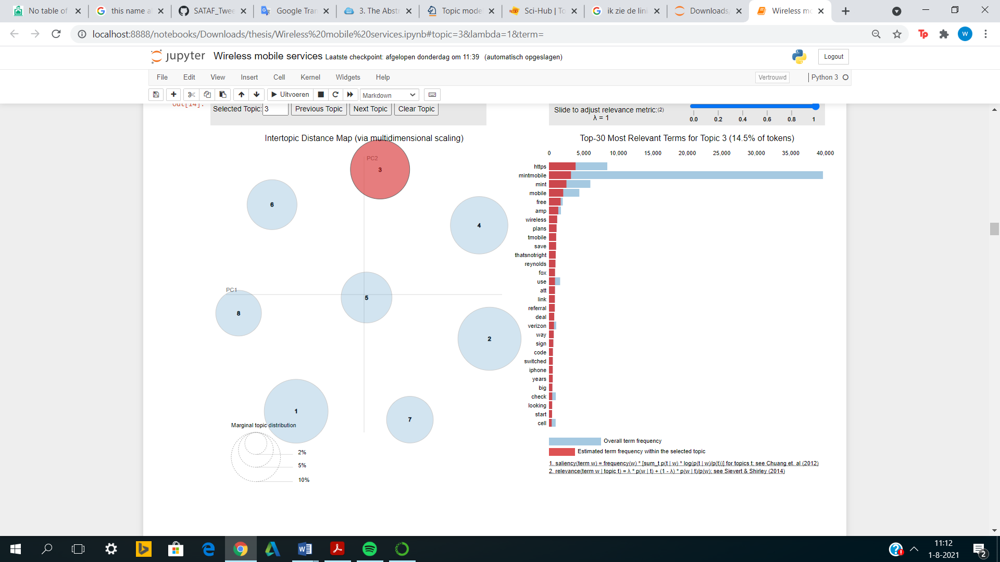 No table of
this name a
SATAF_Twee
Google Tran
3. The Abst
Topic mode
Sci-Hub | To
ik zie de lini
Downloads/
Wireless mo
localhost:8888/notebooks/Downloads/thesis/Wireless%20mobile%20services.ipynb#topic=3&lambda=1&term=
Tp
W
jupyter Wireless mobile services Laatste checkpoint: afgelopen donderdag om 11:39 (automatisch opgeslagen)
Logout
File Edit View Insert Cell Kernel Widgets Help
Vertrouwd
Python 3
Uitvoeren
Markdown
Out[14]:
Selected Topic: 3 Previous Topic Next Topic Clear Topic
Slide to adjust relevance metric:(2)
λ = 1
0.0 0.2 0.4 0.6 0.8 1
Intertopic Distance Map (via multidimensional scaling)
PC2
3
6
4
PC1
5
8
2
1
7
Marginal topic distribution
2%
5%
10%
Top-30 Most Relevant Terms for Topic 3 (14.5% of tokens)
0 5,000 10,000 15,000 20,000 25,000 30,000 35,000 40,000
https
mintmobile
mint
mobile
free
amp
wireless
plans
tmobile
save
thatsnotright
reynolds
fox
use
att
link
referral
deal
verizon
way
sign
code
switched
iphone
years
big
check
looking
start
cell
Overall term frequency
Estimated term frequency within the selected topic
1. saliency(term w) = frequency(w) * [sum_t p(t | w) * log(p(t | w)/p(t))] for topics t; see Chuang et. al (2012)
2. relevance(term w | topic t) = λ * p(w | t) + (1 - λ) * p(w | t)/p(w); see Sievert & Shirley (2014)
11:12
1-8-2021
2